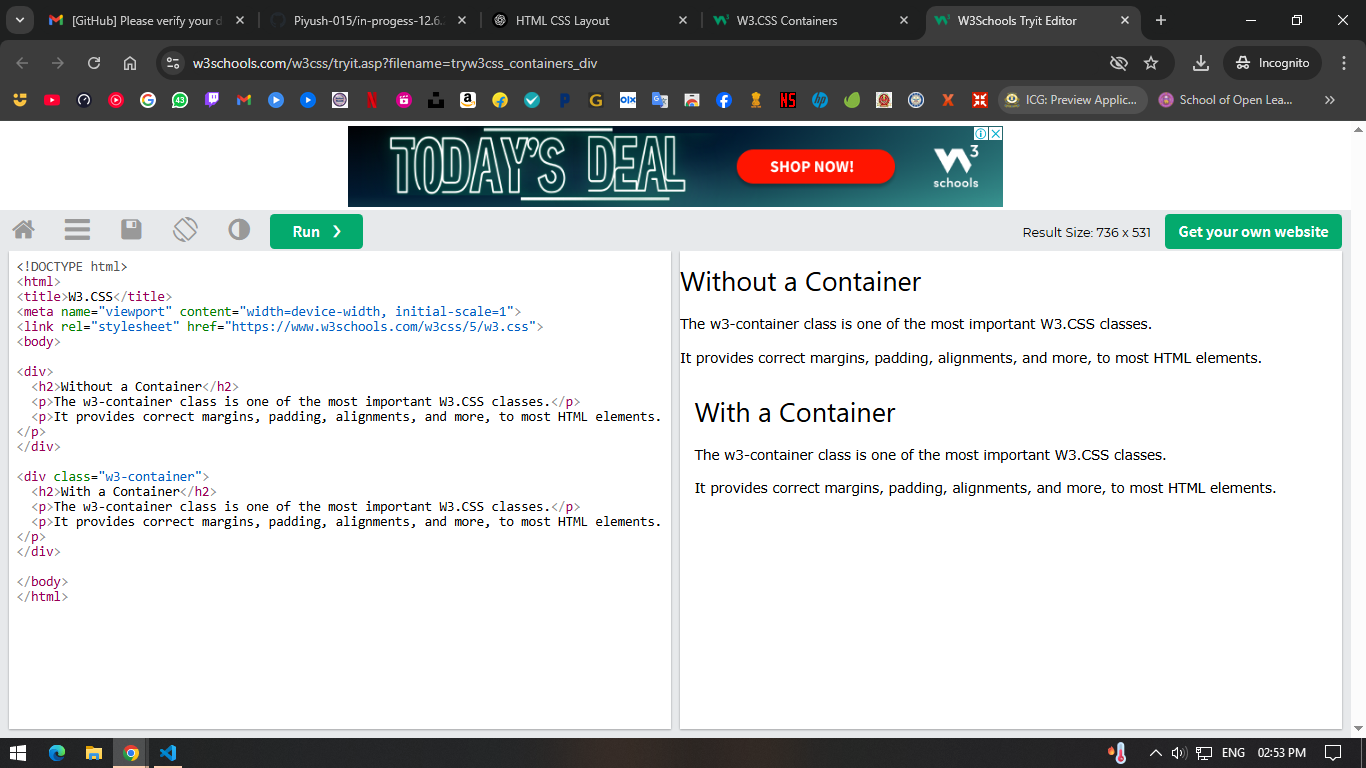 [GitHub] Please verify your d
Piyush-015/in-progess-12.6.
HTML CSS Layout
W3.CSS Containers
W3Schools Tryit Editor
w3schools.com/w3css/tryit.asp?filename=tryw3css_containers_div
Incognito
43
ICG: Preview Applic...
School of Open Lea...
TODAY'S DEAL
SHOP NOW!
W3
schools
Run ❯
Result Size: 736 x 531
Get your own website
<!DOCTYPE html>
<html>
<title>W3.CSS</title>
<meta name="viewport" content="width=device-width, initial-scale=1">
<link rel="stylesheet" href="https://www.w3schools.com/w3css/5/w3.css">
<body>
<div>
<h2>Without a Container</h2>
<p>The w3-container class is one of the most important W3.CSS classes.</p>
<p>It provides correct margins, padding, alignments, and more, to most HTML elements.
</p>
</div>
<div class="w3-container">
<h2>With a Container</h2>
<p>The w3-container class is one of the most important W3.CSS classes.</p>
<p>It provides correct margins, padding, alignments, and more, to most HTML elements.
</p>
</div>
</body>
</html>
Without a Container
The w3-container class is one of the most important W3.CSS classes.
It provides correct margins, padding, alignments, and more, to most HTML elements.
With a Container
The w3-container class is one of the most important W3.CSS classes.
It provides correct margins, padding, alignments, and more, to most HTML elements.
ENG
02:53 PM